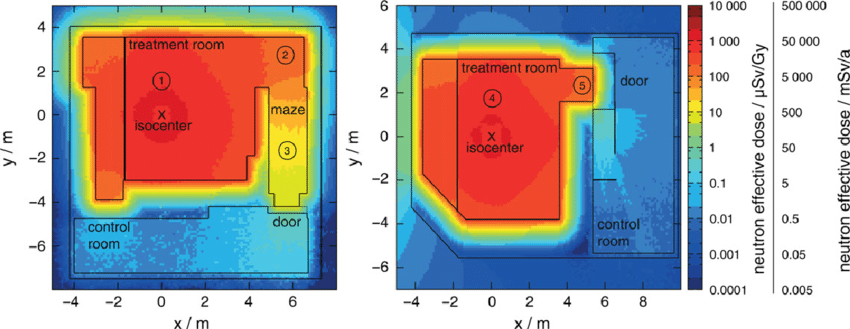 4
2
0
−2
−4
−6
y / m
−4
−2
0
2
4
6
x / m
treatment room
1
2
X
isocenter
maze
3
control
room
door
6
4
2
0
−2
−4
−6
y / m
−4
−2
0
2
4
6
8
x / m
treatment room
4
5
door
X
isocenter
control
room
10 000
1 000
100
50
10
5
1
0.1
0.01
0.001
0.0001
neutron effective dose / µSv/Gy
500 000
50 000
5 000
500
50
5
0.5
0.05
0.005
neutron effective dose / mSv/a